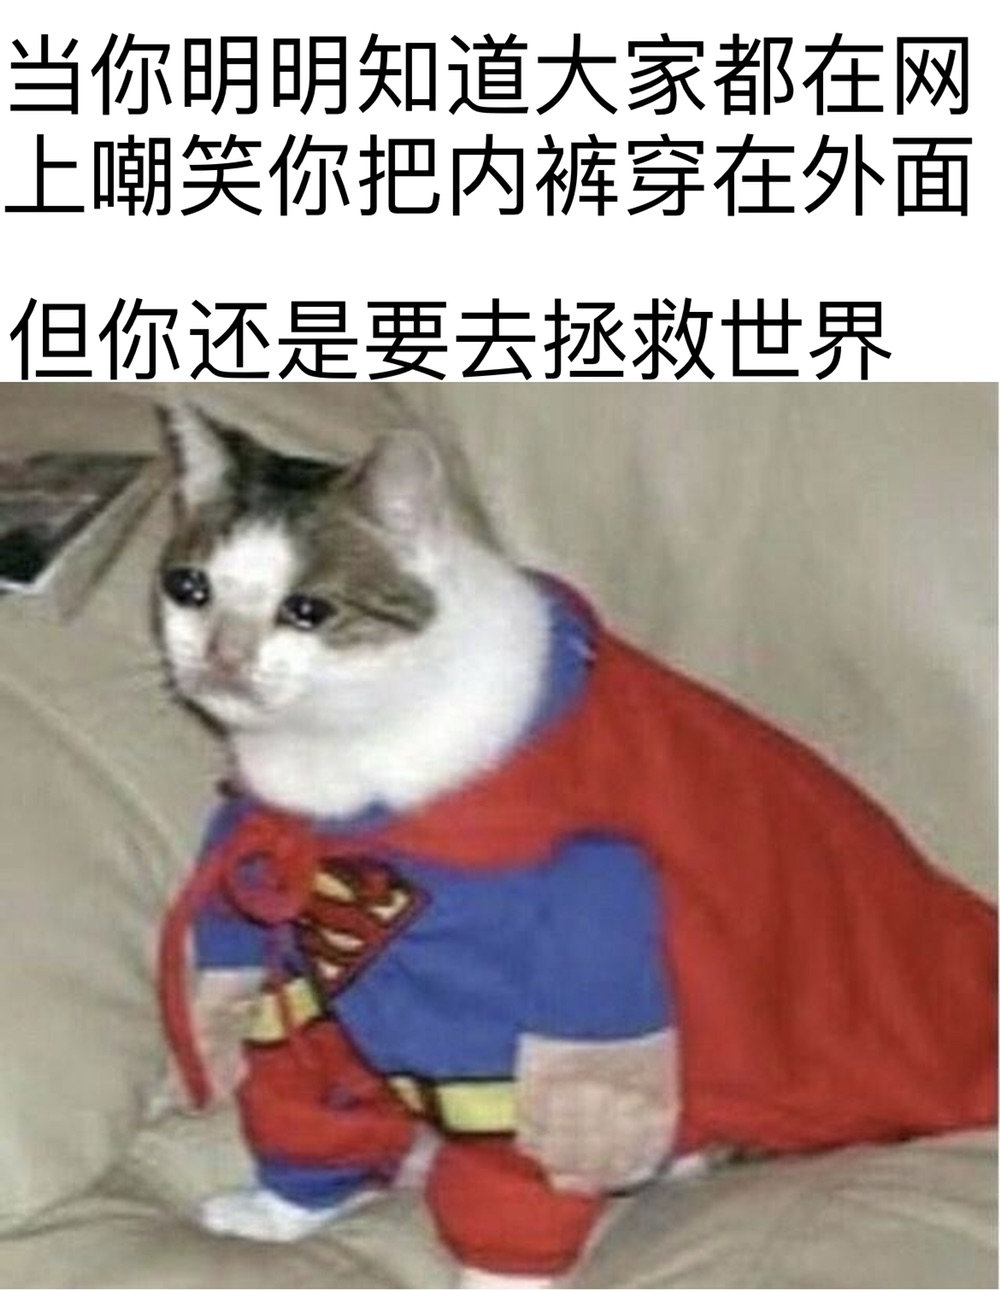 当你明明知道大家都在网
上嘲笑你把内裤穿在外面
但你还是要去拯救世界